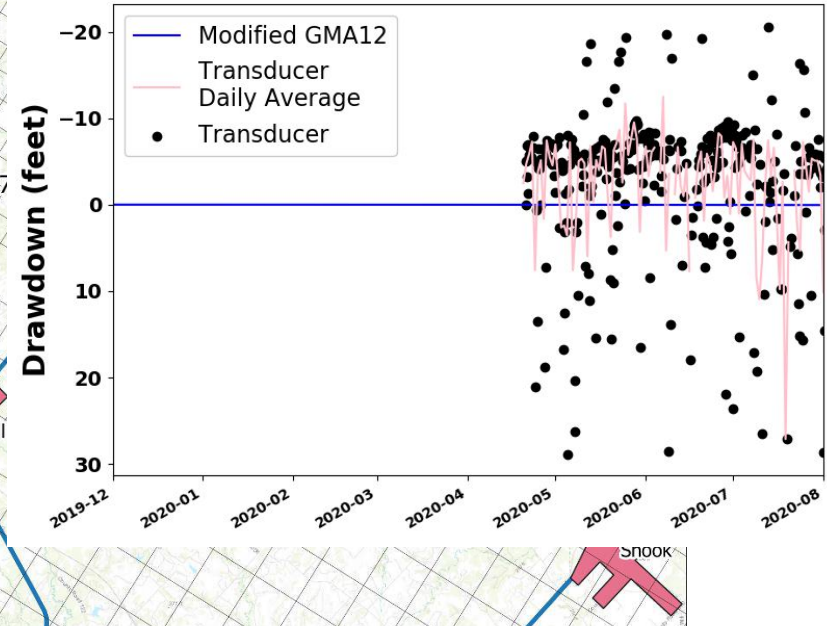 Modified GMA12
Transducer
Daily Average
Transducer
Drawdown (feet)
−20
−10
0
10
20
30
2019-12
2020-01
2020-02
2020-03
2020-04
2020-05
2020-06
2020-07
2020-08
Snook